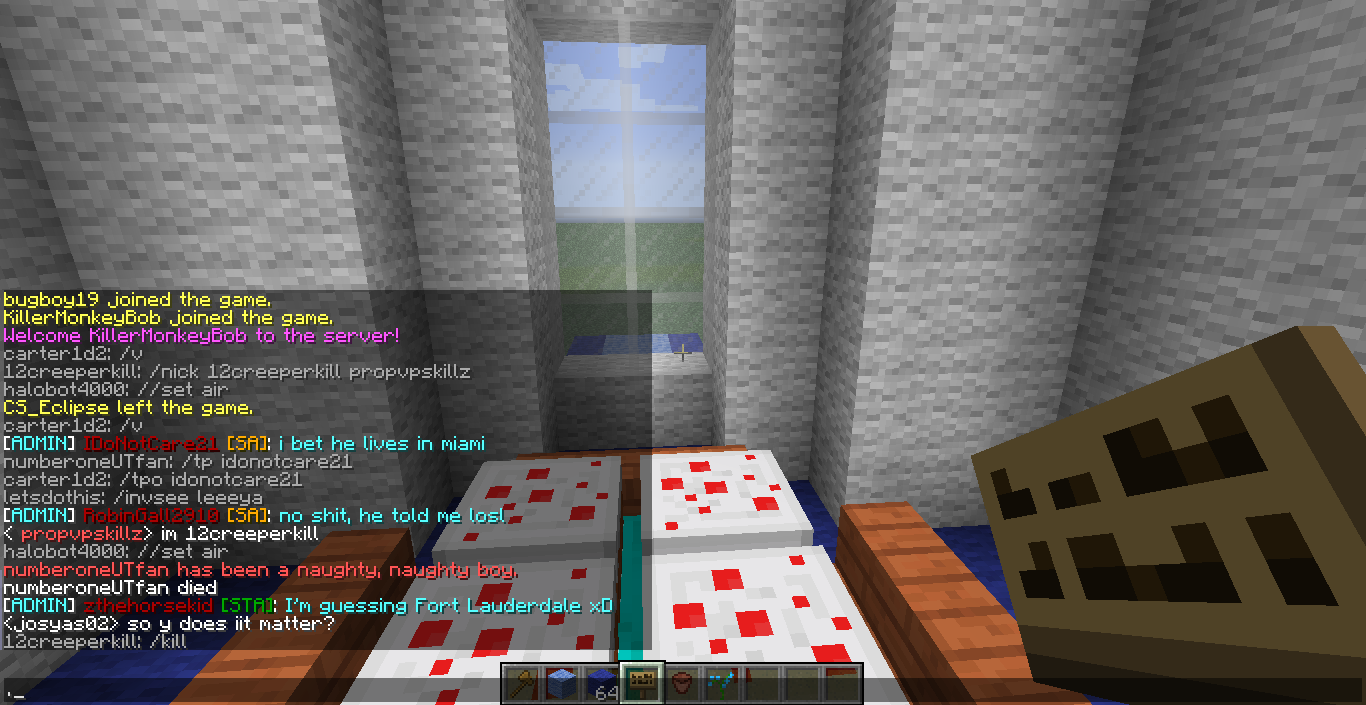 bugboy19 joined the game.
KillerMonkeyBob joined the game.
Welcome KillerMonkeyBob to the server!
carter1d2: /v
12creeperkill: /nick 12creeperkill propvpskillz
halobot4000: //set air
CS_Eclipse left the game.
carter1d2: /v
[ADMIN] IDoNotCare21 [SA]: i bet he lives in miami
numberoneUTfan: /tp idonotcare21
carter1d2: /tpo idonotcare21
letsdothis: /invsee leeeya
[ADMIN] RobinGall2910 [SA]: no shit, he told me losl
< propvpskillz> im 12creeperkill
halobot4000: //set air
numberoneUTfan has been a naughty, naughty boy.
numberoneUTfan died
[ADMIN] zthehorsekid [STA]: I'm guessing Fort Lauderdale xD
<josyas02> so y does iit matter?
12creeperkill: /kill
'_
64